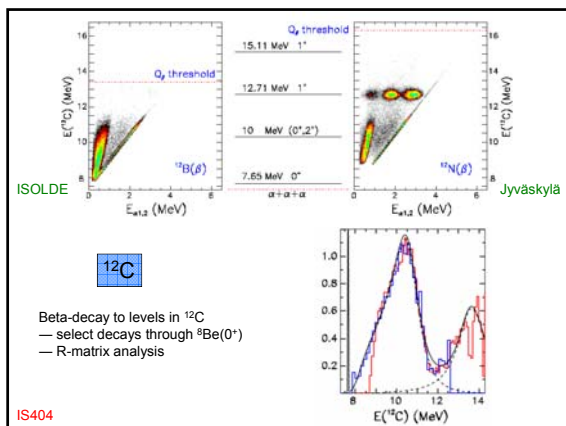 Qβ threshold
15.11 MeV 1⁺
12.71 MeV 1⁺
10 MeV (0⁺,2⁺)
7.65 MeV 0⁺
α+α+α
E(¹²C) (MeV)
16
14
12
10
8
Qβ threshold
¹²B(β)
0 2 4 6
Eα1,2 (MeV)
ISOLDE
E(¹²C) (MeV)
16
14
12
10
8
¹²N(β)
0 2 4 6
Eα1,2 (MeV)
Jyväskylä
¹²C
Beta-decay to levels in ¹²C
— select decays through ⁸Be(0⁺)
— R-matrix analysis
1.0
0.8
0.6
0.4
0.2
8 10 12 14
E(¹²C) (MeV)
IS404